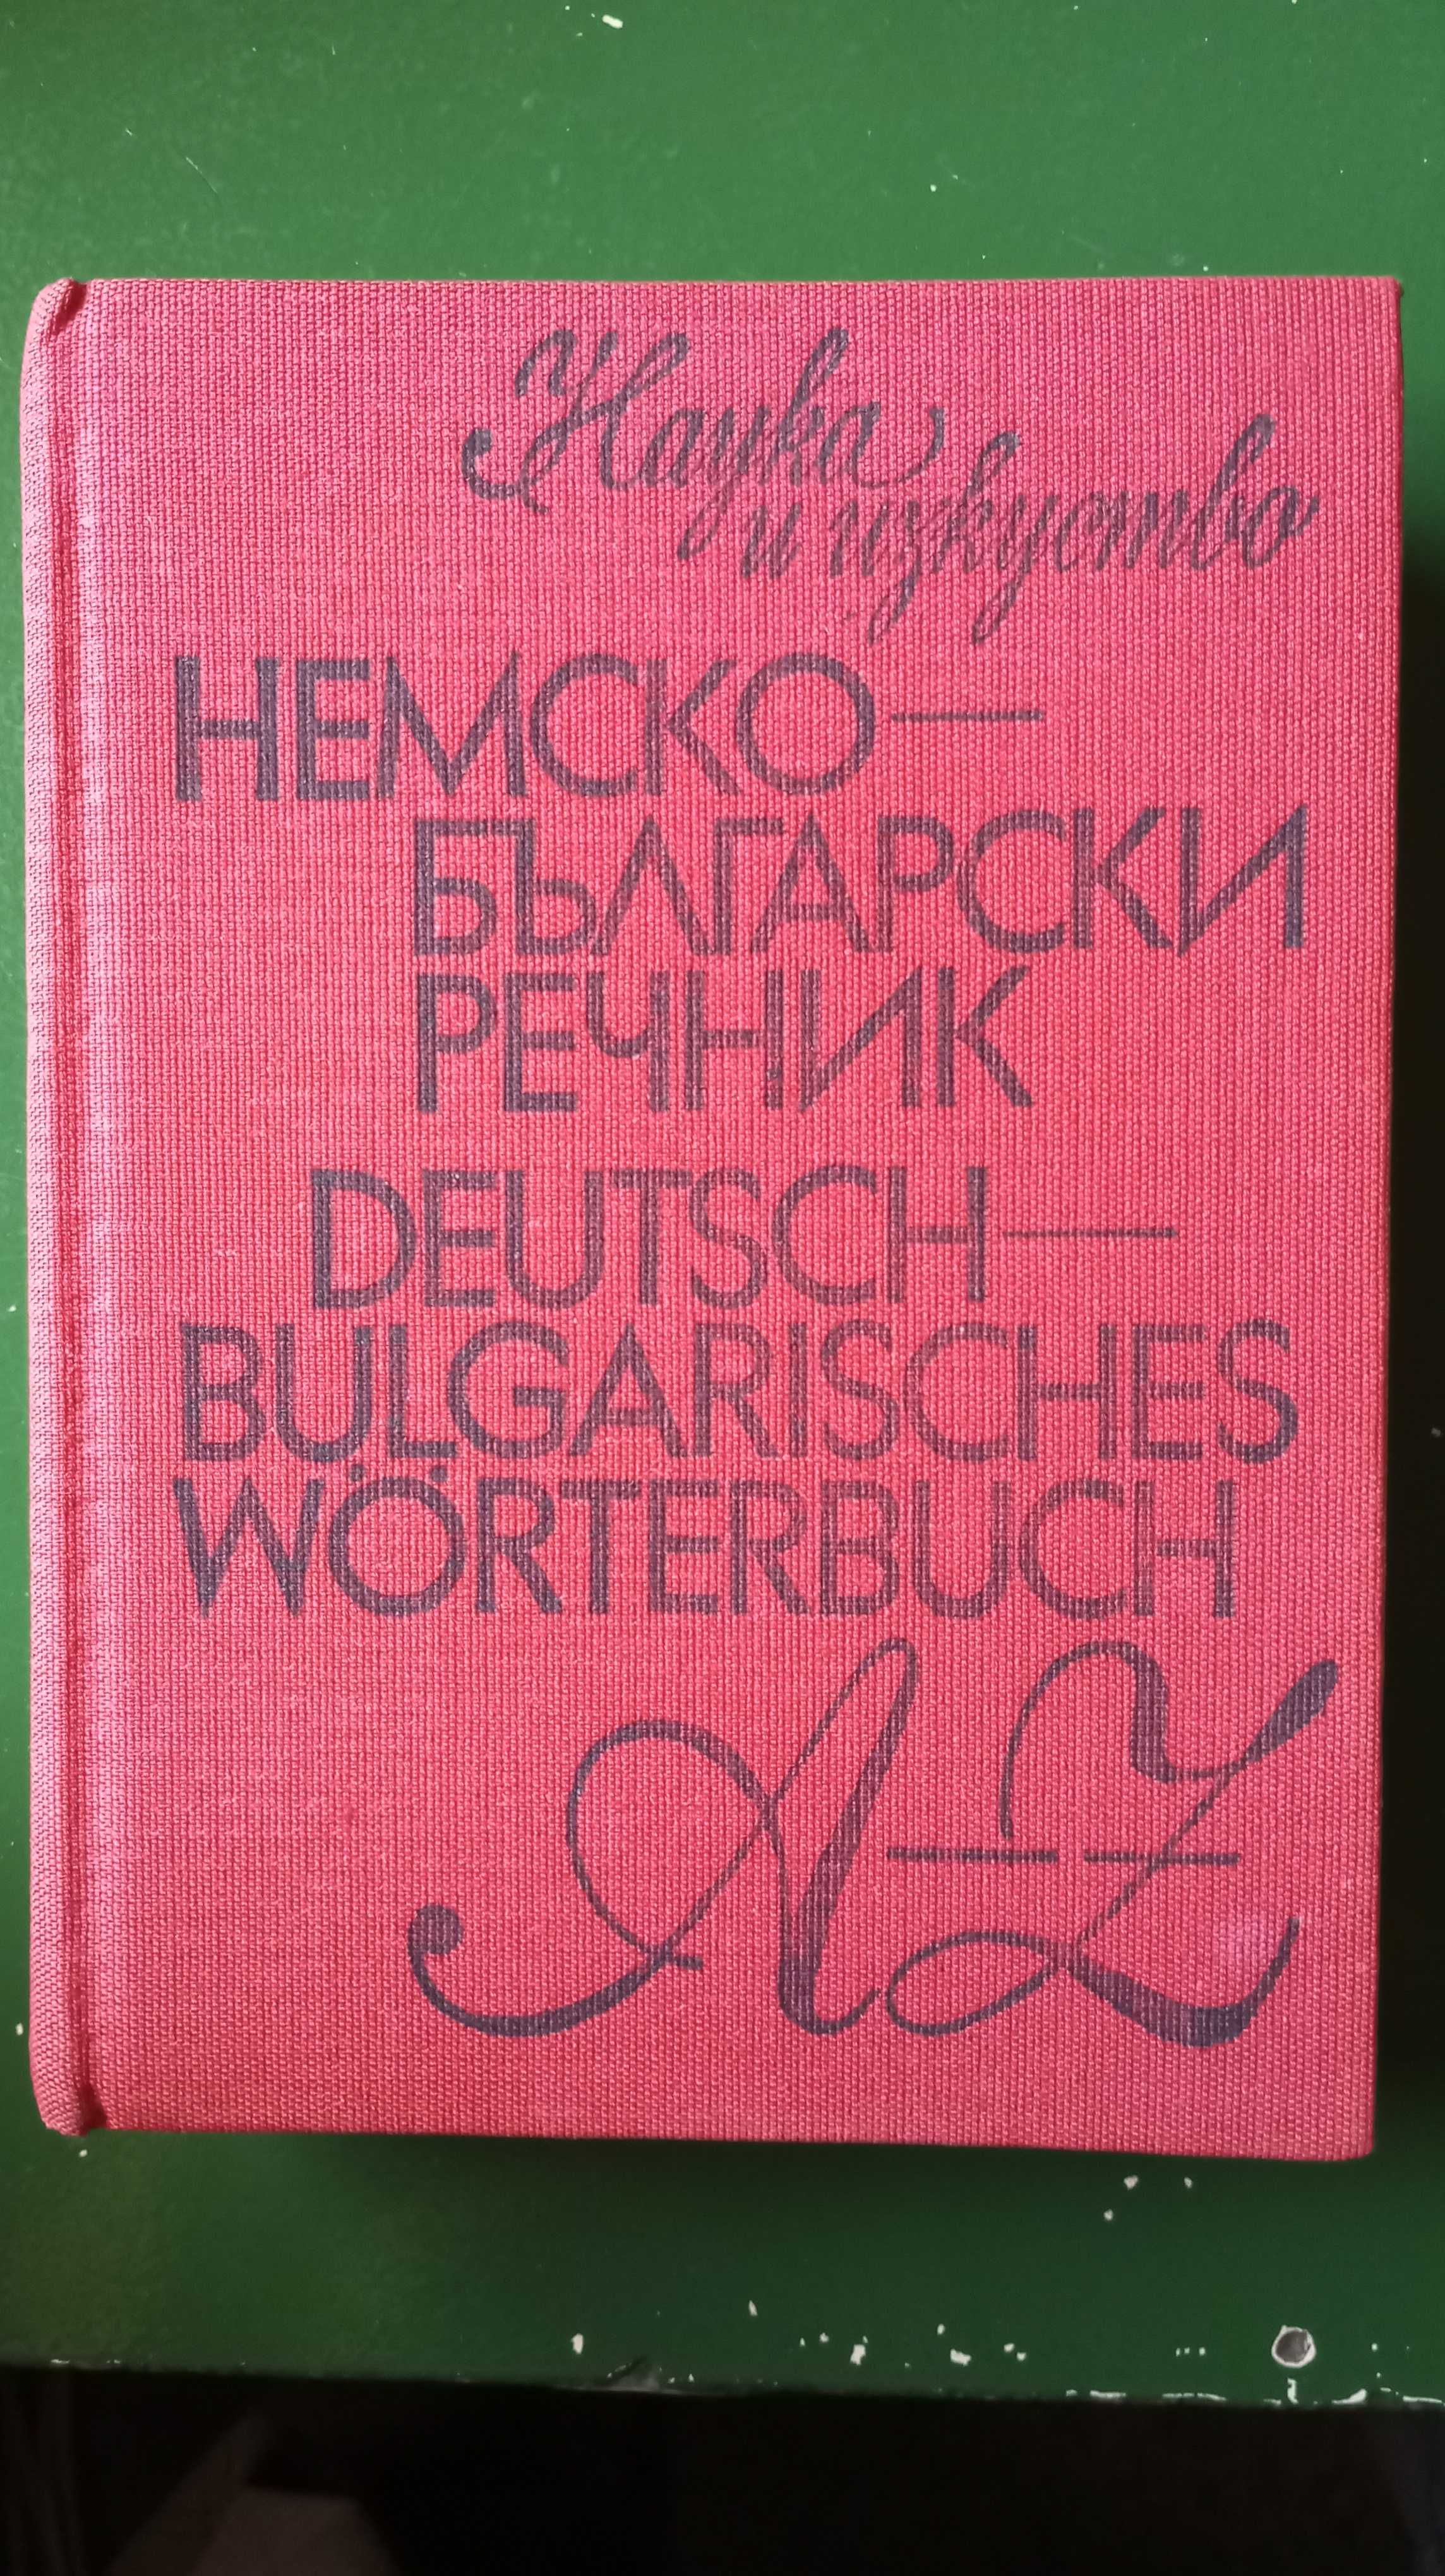 Наука
и изкуство
НЕМСКО—
БЪЛГАРСКИ
РЕЧНИК
DEUTSCH—
BULGARISCHES
WÖRTERBUCH
A—Z